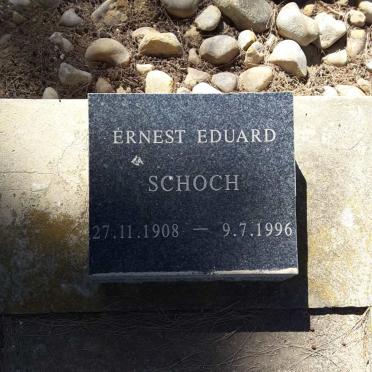 ERNEST EDUARD
SCHOCH
27.11.1908 — 9.7.1996